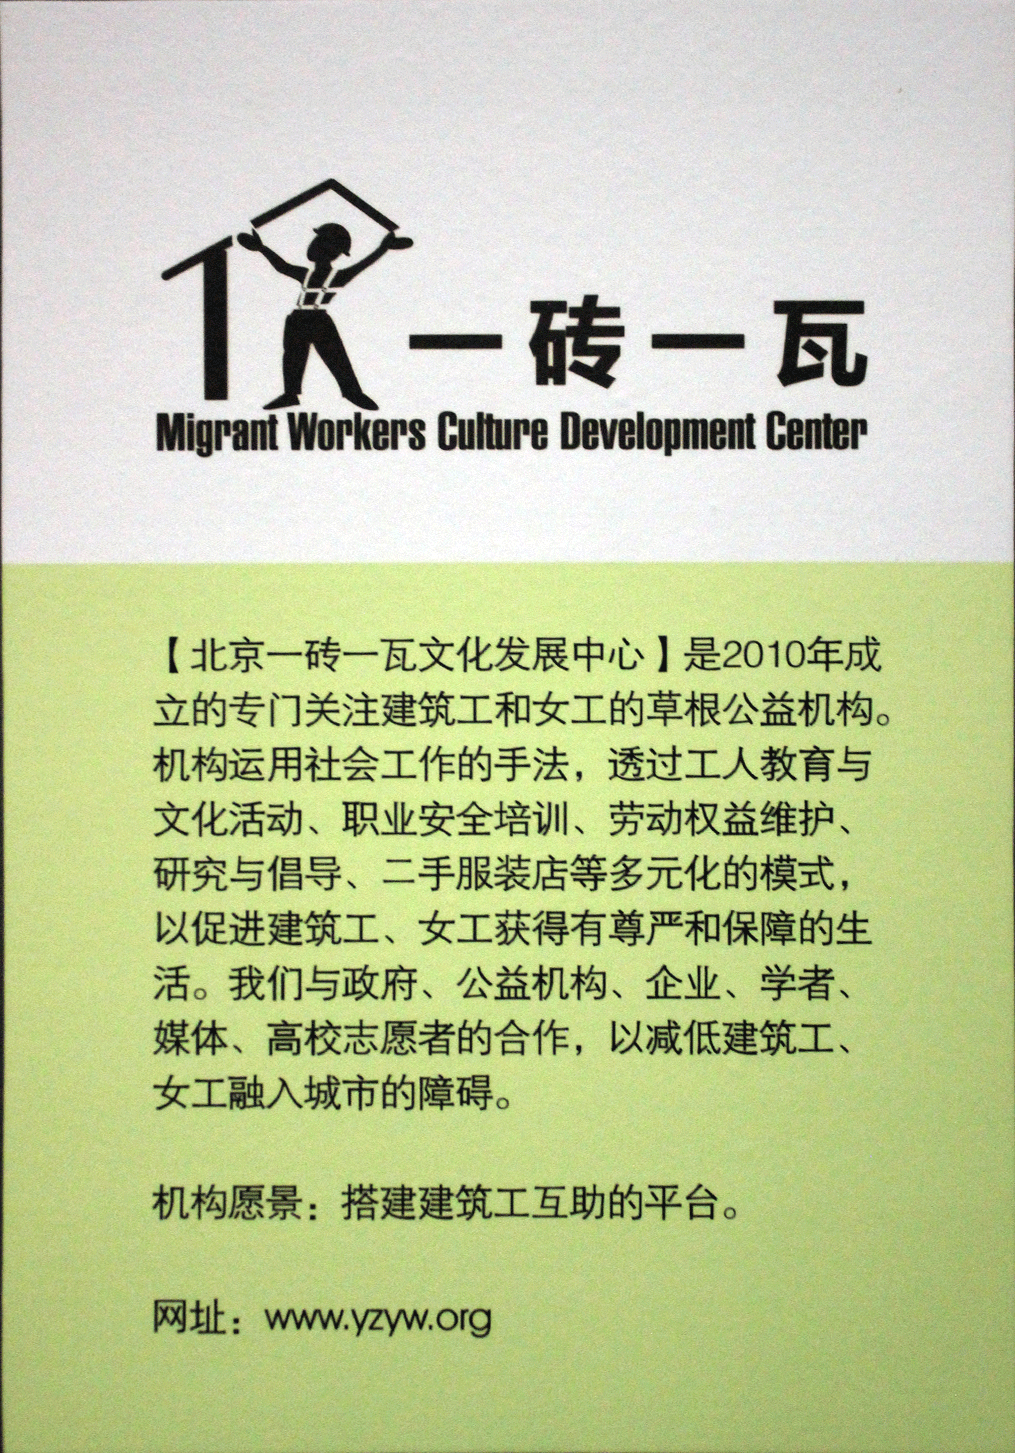 一砖一瓦
Migrant Workers Culture Development Center
【北京一砖一瓦文化发展中心】是2010年成
立的专门关注建筑工和女工的草根公益机构。
机构运用社会工作的手法，透过工人教育与
文化活动、职业安全培训、劳动权益维护、
研究与倡导、二手服装店等多元化的模式，
以促进建筑工、女工获得有尊严和保障的生
活。我们与政府、公益机构、企业、学者、
媒体、高校志愿者的合作，以减低建筑工、
女工融入城市的障碍。
机构愿景：搭建建筑工互助的平台。
网址：www.yzyw.org